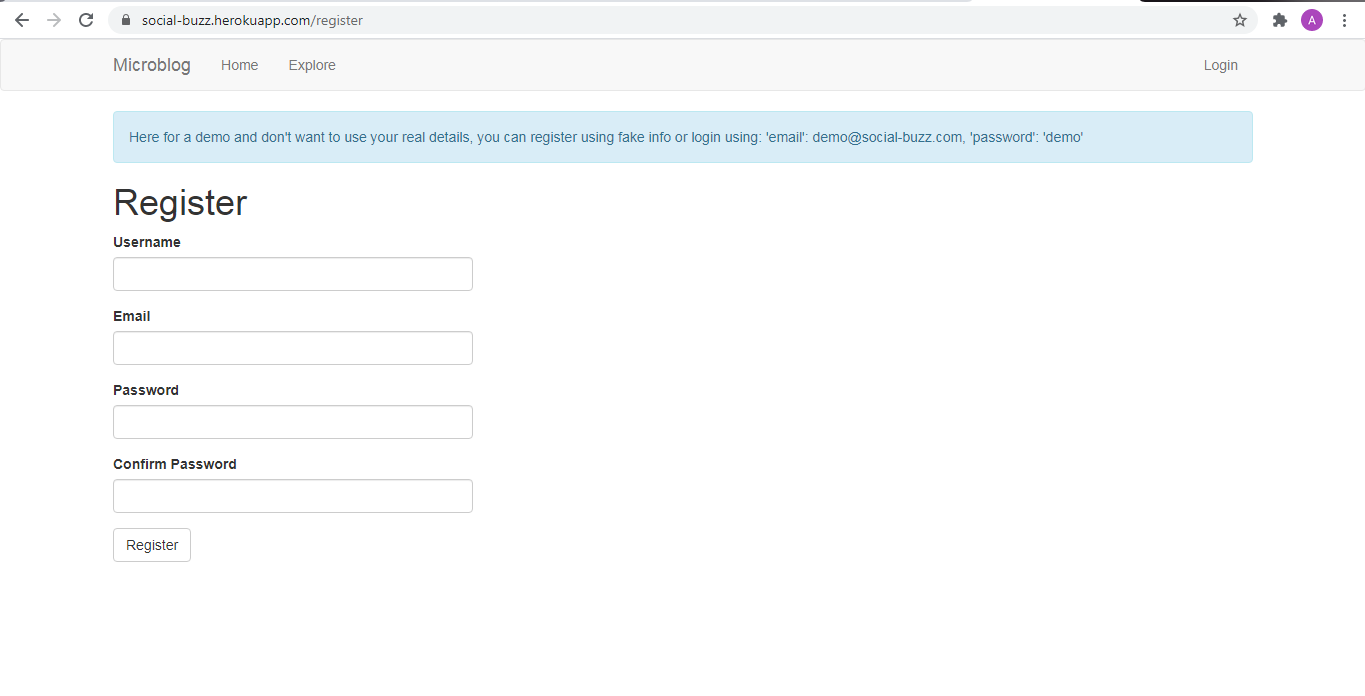 social-buzz.herokuapp.com/register
A
Microblog Home Explore Login
Here for a demo and don't want to use your real details, you can register using fake info or login using: 'email': demo@social-buzz.com, 'password': 'demo'
Register
Username
Email
Password
Confirm Password
Register